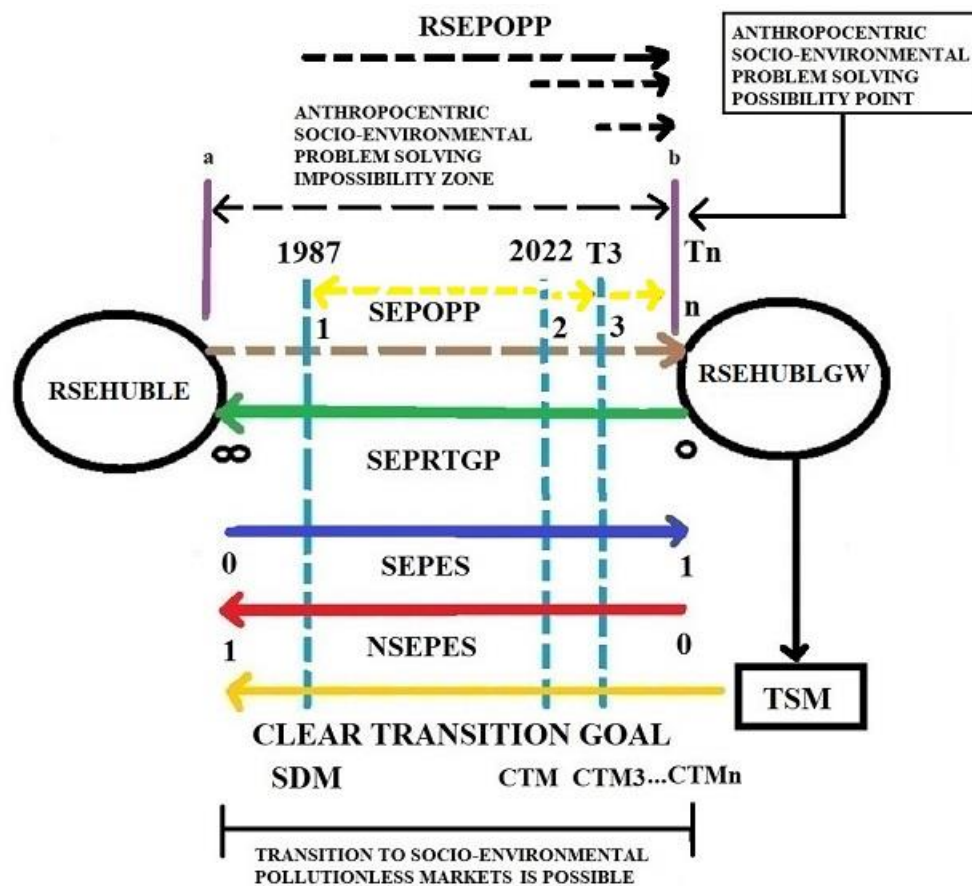 RSEPOPP
ANTHROPOCENTRIC
SOCIO-ENVIRONMENTAL
PROBLEM SOLVING
POSSIBILITY POINT
ANTHROPOCENTRIC
SOCIO-ENVIRONMENTAL
PROBLEM SOLVING
IMPOSSIBILITY ZONE
a
b
1987
2022
T3
Tn
SEPOPP
n
1
2
3
RSEHUBLE
RSEHUBLGW
∞
0
SEPRTGP
0
SEPES
1
1
NSEPES
0
TSM
CLEAR TRANSITION GOAL
SDM
CTM
CTM3...CTMn
TRANSITION TO SOCIO-ENVIRONMENTAL
POLLUTIONLESS MARKETS IS POSSIBLE